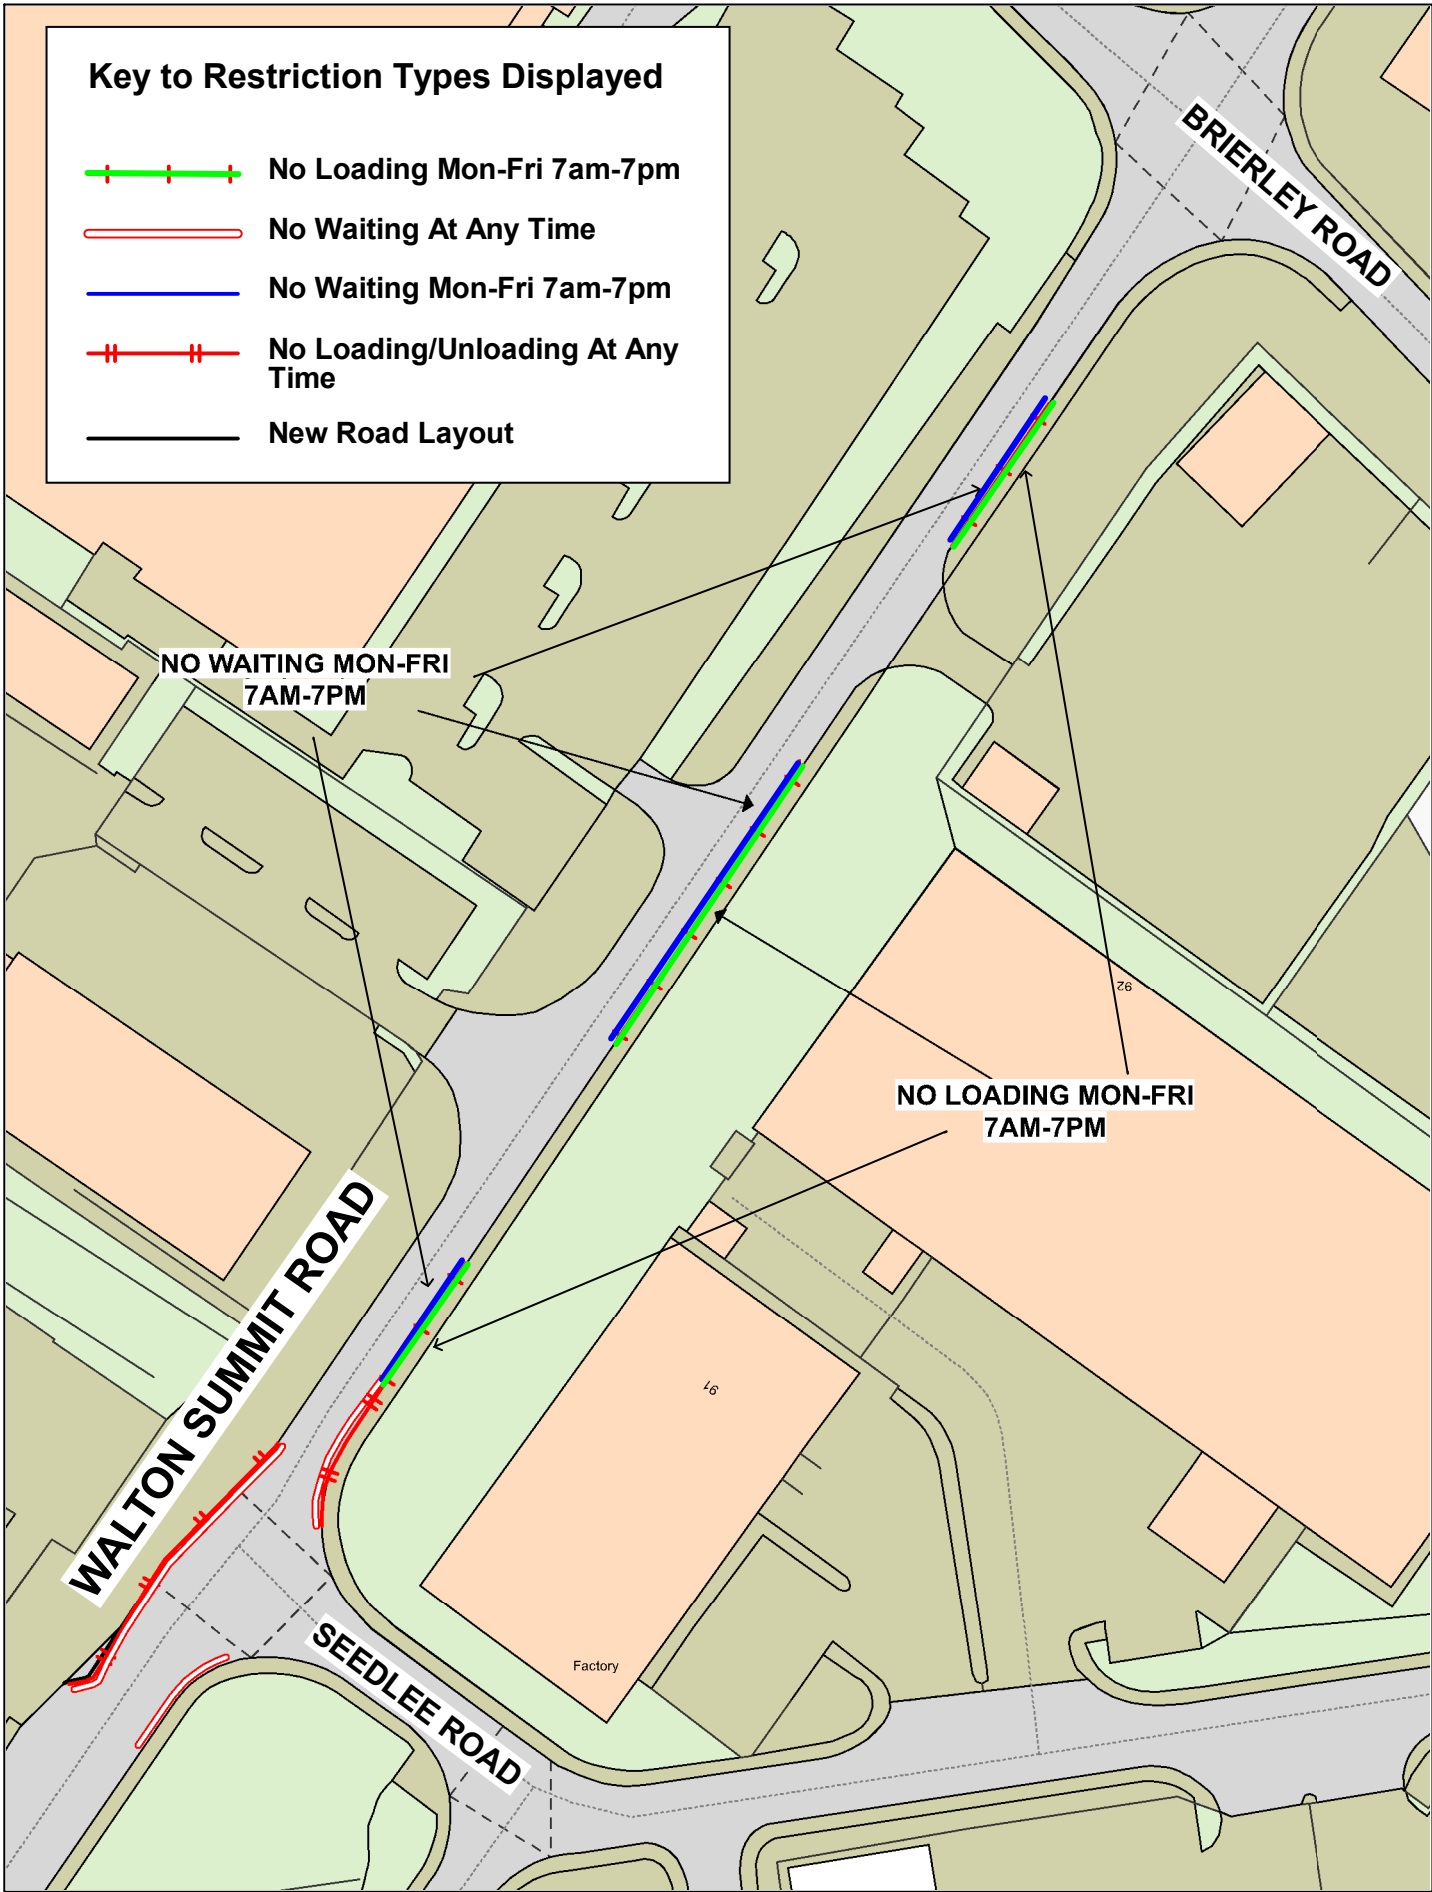 Key to Restriction Types Displayed
No Loading Mon-Fri 7am-7pm
No Waiting At Any Time
No Waiting Mon-Fri 7am-7pm
No Loading/Unloading At Any
Time
New Road Layout
BRIERLEY ROAD
NO WAITING MON-FRI
7AM-7PM
92
NO LOADING MON-FRI
7AM-7PM
WALTON SUMMIT ROAD
91
SEEDLEE ROAD
Factory